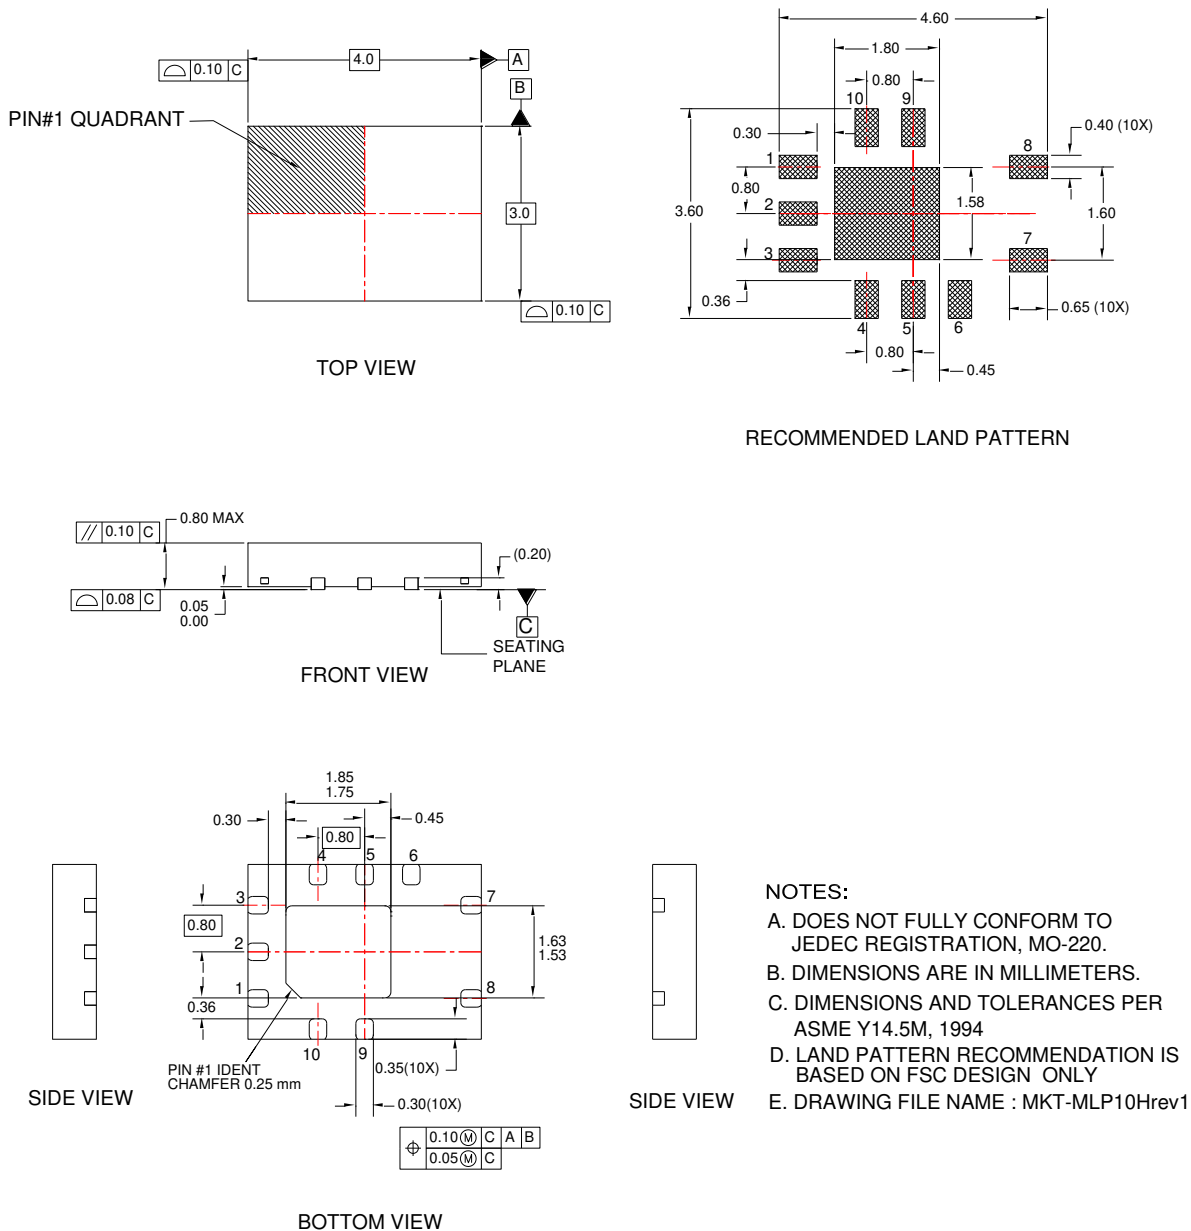 0.10 C
4.0
A
B
PIN#1 QUADRANT
3.0
0.10 C
TOP VIEW
4.60
1.80
0.80
10
9
0.30
0.40 (10X)
1
8
0.80
3.60
2
1.58
1.60
3
7
0.36
0.65 (10X)
4
5
6
0.80
0.45
RECOMMENDED LAND PATTERN
0.80 MAX
// 0.10 C
(0.20)
0.08 C
0.05
0.00
C
SEATING
PLANE
FRONT VIEW
1.85
1.75
0.30
0.45
0.80
4
5
6
3
7
0.80
2
1.63
1.53
1
8
0.36
10
9
PIN #1 IDENT
CHAMFER 0.25 mm
0.35(10X)
0.30(10X)
0.10 Ⓜ C A B
0.05 Ⓜ C
SIDE VIEW
BOTTOM VIEW
SIDE VIEW
NOTES:
A. DOES NOT FULLY CONFORM TO
JEDEC REGISTRATION, MO-220.
B. DIMENSIONS ARE IN MILLIMETERS.
C. DIMENSIONS AND TOLERANCES PER
ASME Y14.5M, 1994
D. LAND PATTERN RECOMMENDATION IS
BASED ON FSC DESIGN ONLY
E. DRAWING FILE NAME : MKT-MLP10Hrev1